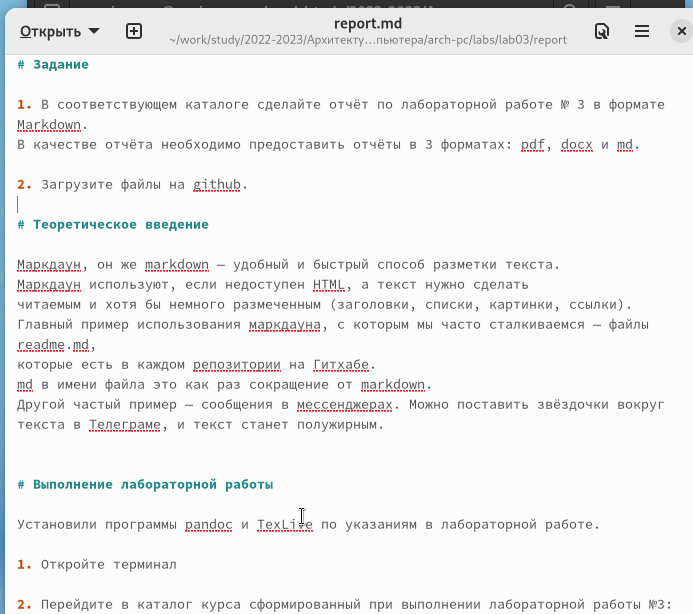 Открыть
report.md
~/work/study/2022-2023/Архитекту…пьютера/arch-pc/labs/lab03/report
# Задание
1. В соответствующем каталоге сделайте отчёт по лабораторной работе № 3 в формате
Markdown.
В качестве отчёта необходимо предоставить отчёты в 3 форматах: pdf, docx и md.
2. Загрузите файлы на github.
# Теоретическое введение
Маркдаун, он же markdown — удобный и быстрый способ разметки текста.
Маркдаун используют, если недоступен HTML, а текст нужно сделать
читаемым и хотя бы немного размеченным (заголовки, списки, картинки, ссылки).
Главный пример использования маркдауна, с которым мы часто сталкиваемся — файлы
readme.md,
которые есть в каждом репозитории на Гитхабе.
md в имени файла это как раз сокращение от markdown.
Другой частый пример — сообщения в мессенджерах. Можно поставить звёздочки вокруг
текста в Телеграме, и текст станет полужирным.
# Выполнение лабораторной работы
Установили программы pandoc и TexLive по указаниям в лабораторной работе.
1. Откройте терминал
2. Перейдите в каталог курса сформированный при выполнении лабораторной работы №3: